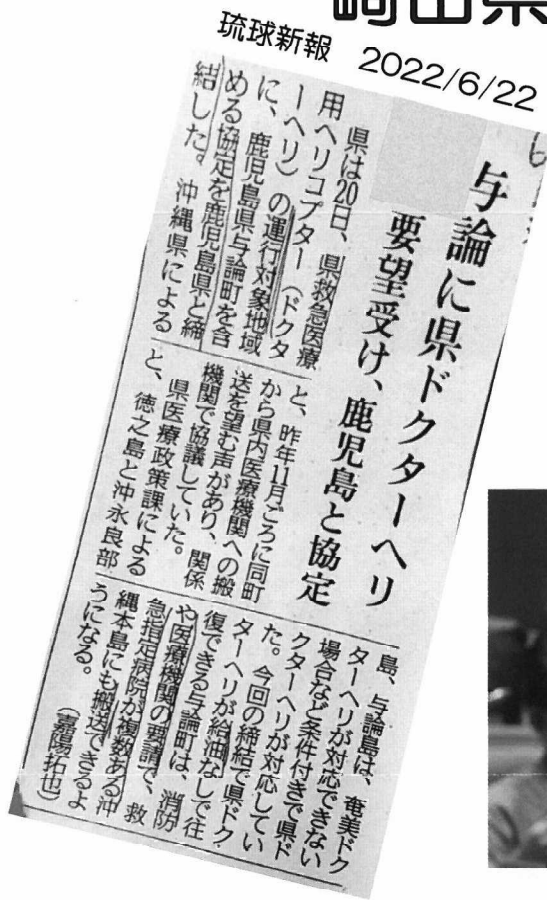 琉球新報 2022/6/22
与論に県ドクターヘリ
要望受け、鹿児島と協定
県は20日、県救急医療
用ヘリコプター（ドクタ
ーヘリ）の運行対象地域
に、鹿児島県与論町を含
める協定を鹿児島県と締
結した。沖縄県による
と、昨年11月ごろに同町
から県内医療機関への搬
送を望む声があり、関係
機関で協議していた。
県医療政策課による
と、徳之島と沖永良部
島、与論島は、奄美ドク
ターヘリが対応できない
場合など条件付きで県ド
クターヘリが対応してい
た。今回の締結で県ドク
ターヘリが給油なしで往
復できる与論町は、消防
や医療機関の要請で、救
急指定病院が複数ある沖
縄本島にも搬送できるよ
うになる。（嘉陽拓也）